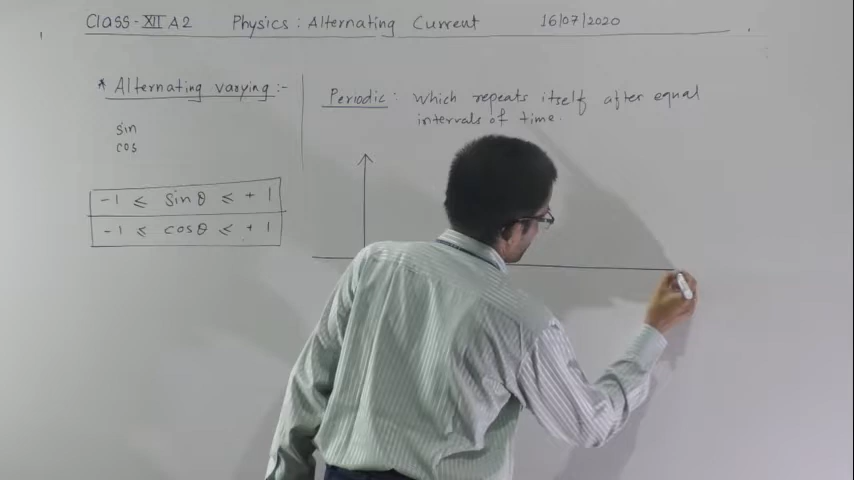 CLASS-XII A2 Physics: Alternating Current 16/07/2020
* Alternating varying :-
sin
cos
-1 ≤ sinθ ≤ +1
-1 ≤ cosθ ≤ +1
Periodic: Which repeats itself after equal
intervals of time.